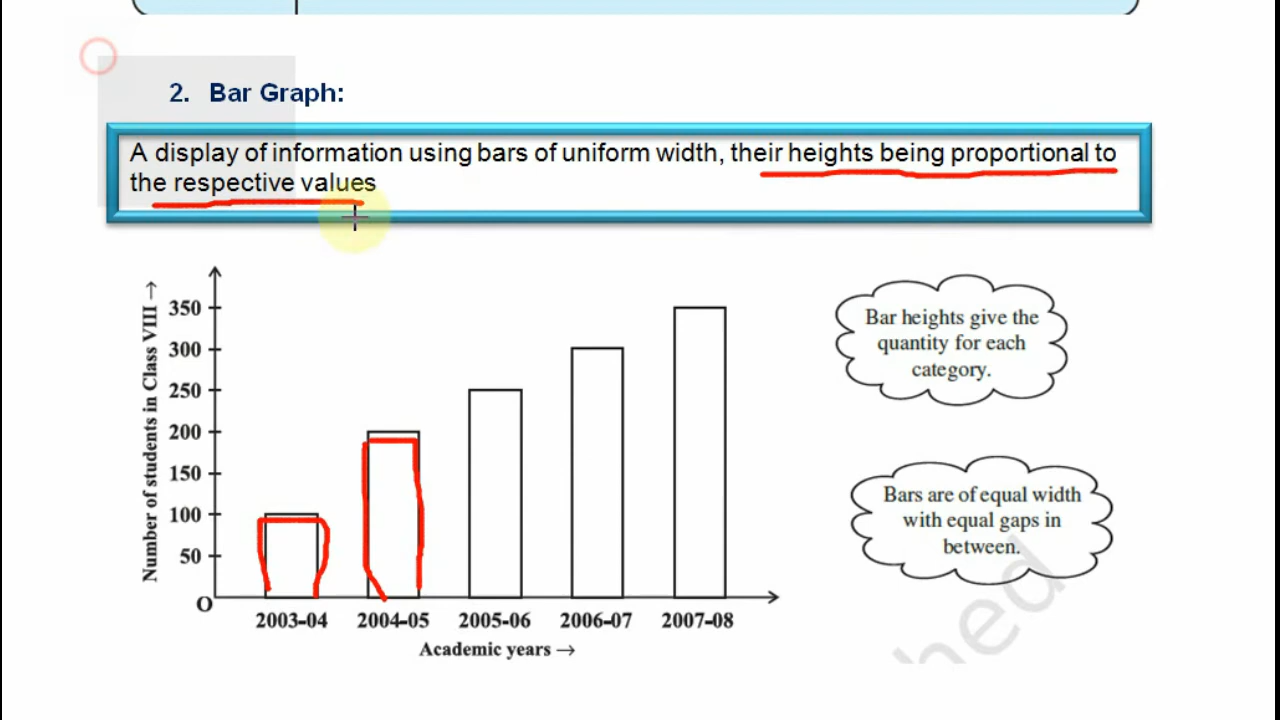 2. Bar Graph:
A display of information using bars of uniform width, their heights being proportional to
the respective values
Number of students in Class VIII →
350
300
250
200
150
100
50
O
2003–04 2004–05 2005–06 2006–07 2007–08
Academic years →
Bar heights give the
quantity for each
category.
Bars are of equal width
with equal gaps in
between.
hed